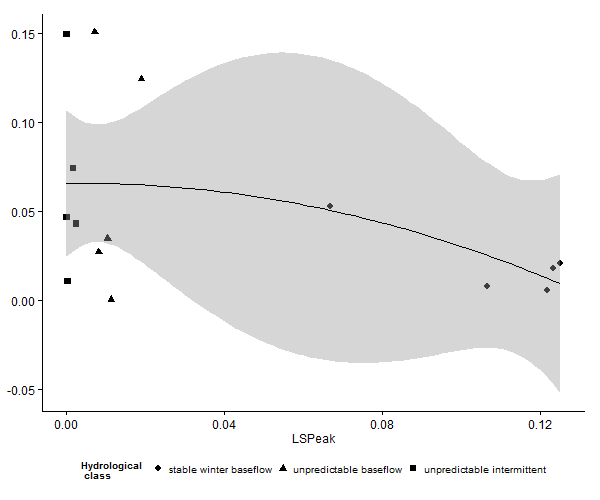 0.15
0.10
0.05
0.00
-0.05
0.00 0.04 0.08 0.12
LSPeak
Hydrological
class
stable winter baseflow unpredictable baseflow unpredictable intermittent